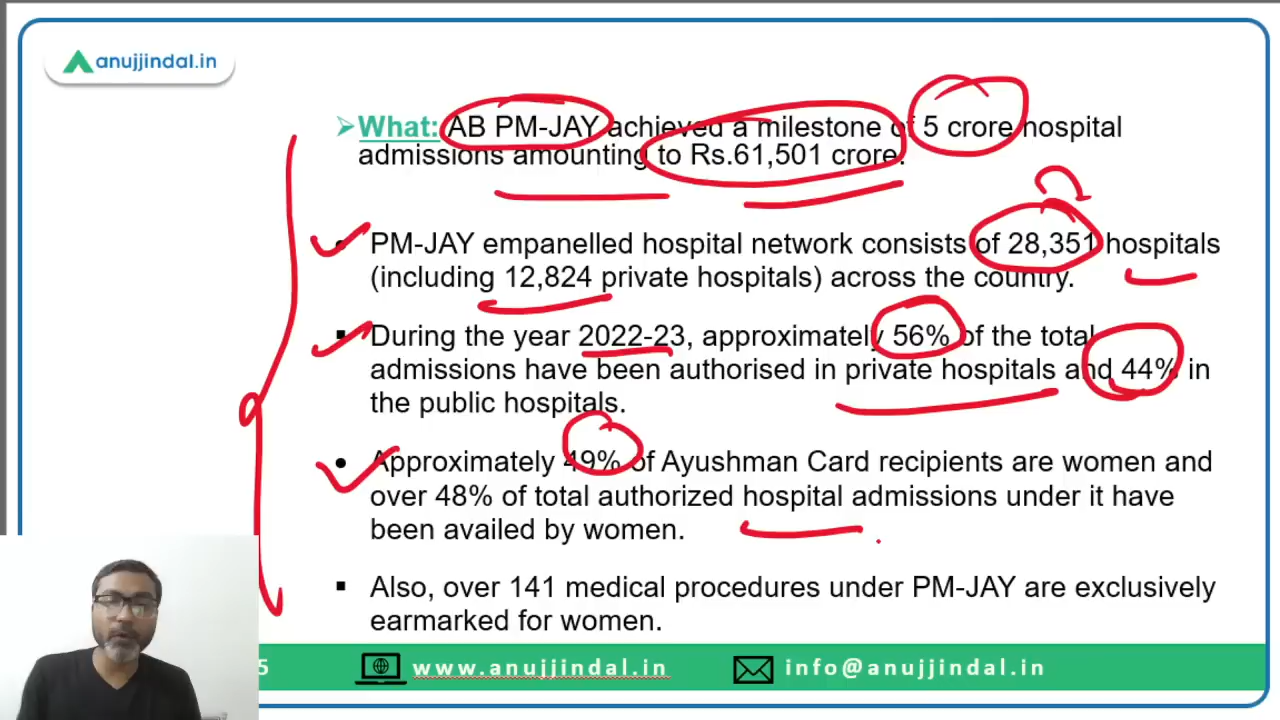 anujjindal.in
What: AB PM-JAY achieved a milestone of 5 crore hospital
admissions amounting to Rs.61,501 crore.
PM-JAY empanelled hospital network consists of 28,351 hospitals
(including 12,824 private hospitals) across the country.
During the year 2022-23, approximately 56% of the total
admissions have been authorised in private hospitals and 44% in
the public hospitals.
Approximately 49% of Ayushman Card recipients are women and
over 48% of total authorized hospital admissions under it have
been availed by women.
Also, over 141 medical procedures under PM-JAY are exclusively
earmarked for women.
5 www.anujjindal.in info@anujjindal.in